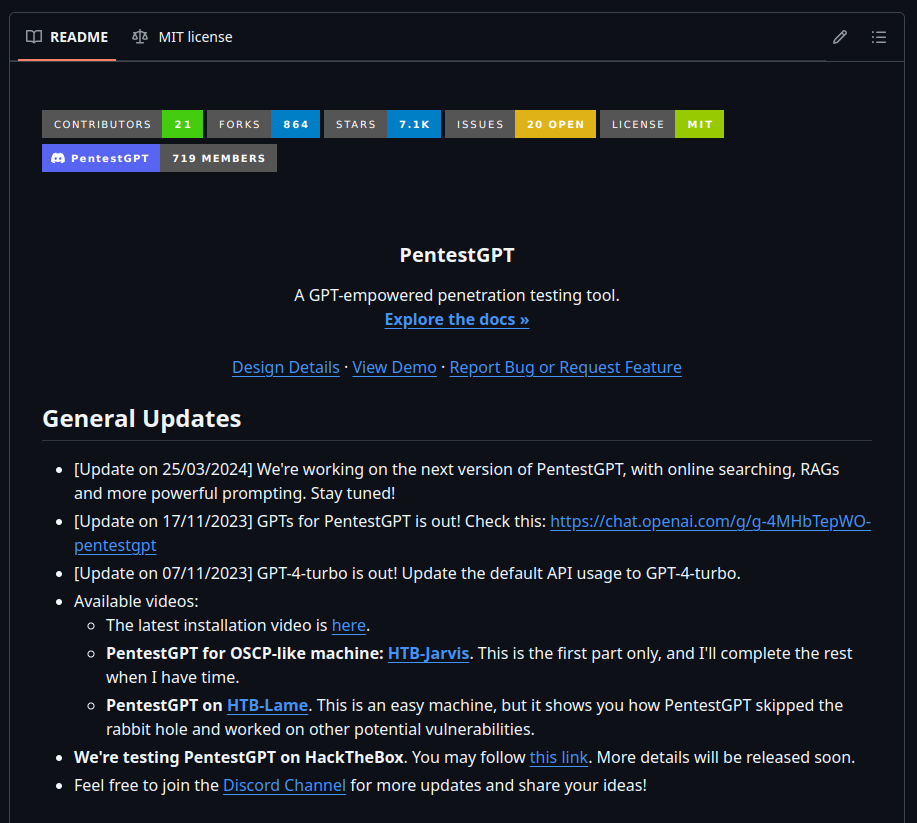 README MIT license
CONTRIBUTORS 21 FORKS 864 STARS 7.1K ISSUES 20 OPEN LICENSE MIT
PentestGPT 719 MEMBERS
PentestGPT
A GPT-empowered penetration testing tool.
Explore the docs »
Design Details · View Demo · Report Bug or Request Feature
General Updates
• [Update on 25/03/2024] We're working on the next version of PentestGPT, with online searching, RAGs
and more powerful prompting. Stay tuned!
• [Update on 17/11/2023] GPTs for PentestGPT is out! Check this: https://chat.openai.com/g/g-4MHbTepWO-
pentestgpt
• [Update on 07/11/2023] GPT-4-turbo is out! Update the default API usage to GPT-4-turbo.
• Available videos:
○ The latest installation video is here.
○ PentestGPT for OSCP-like machine: HTB-Jarvis. This is the first part only, and I'll complete the rest
when I have time.
○ PentestGPT on HTB-Lame. This is an easy machine, but it shows you how PentestGPT skipped the
rabbit hole and worked on other potential vulnerabilities.
• We're testing PentestGPT on HackTheBox. You may follow this link. More details will be released soon.
• Feel free to join the Discord Channel for more updates and share your ideas!